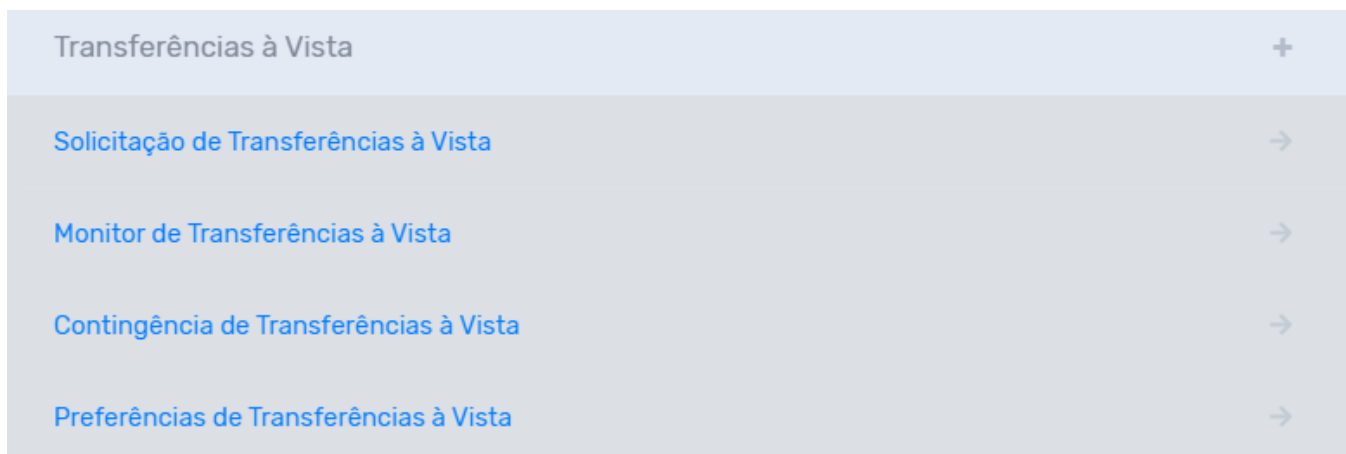 Transferências à Vista +
Solicitação de Transferências à Vista →
Monitor de Transferências à Vista →
Contingência de Transferências à Vista →
Preferências de Transferências à Vista →